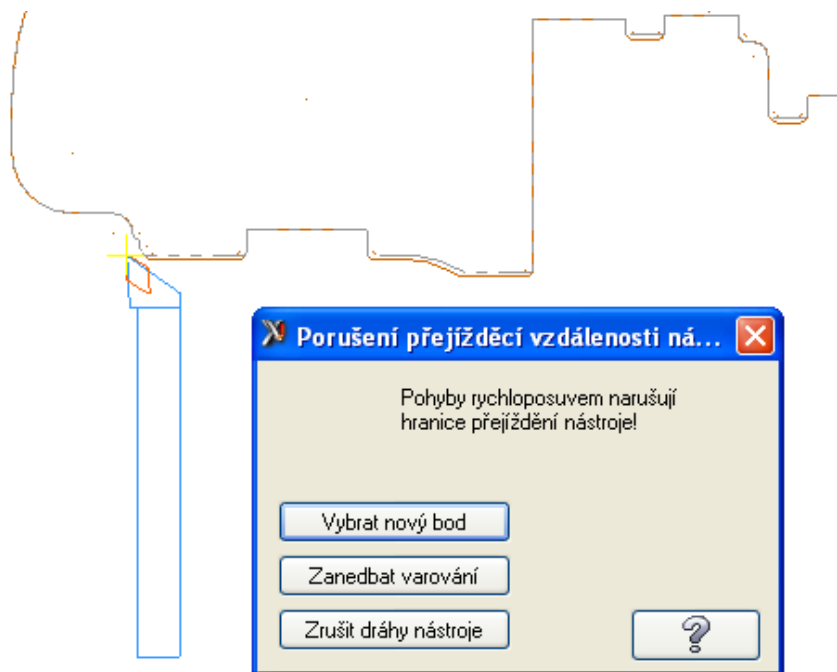 Porušení přejížděcí vzdálenosti ná...
Pohyby rychloposuvem narušují
hranice přejíždění nástroje!
Vybrat nový bod
Zanedbat varování
Zrušit dráhy nástroje
?